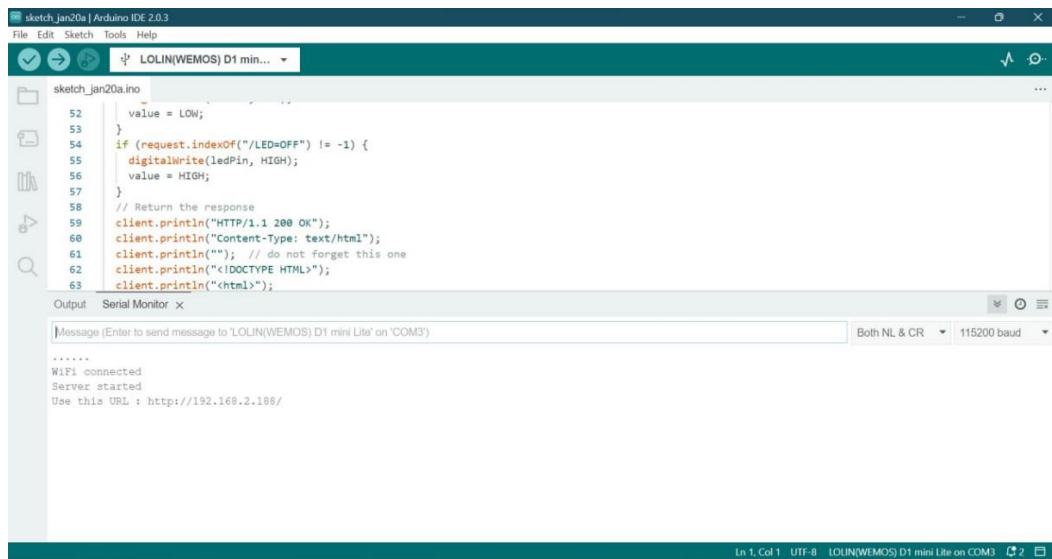 sketch_jan20a | Arduino IDE 2.0.3
File Edit Sketch Tools Help
LOLIN(WEMOS) D1 min...
sketch_jan20a.ino
52 value = LOW;
53 }
54 if (request.indexOf("/LED=OFF") != -1) {
55 digitalWrite(ledPin, HIGH);
56 value = HIGH;
57 }
58 // Return the response
59 client.println("HTTP/1.1 200 OK");
60 client.println("Content-Type: text/html");
61 client.println(""); // do not forget this one
62 client.println("<!DOCTYPE HTML>");
63 client.println("<html>");
Output Serial Monitor ×
Message (Enter to send message to 'LOLIN(WEMOS) D1 mini Lite' on 'COM3')
Both NL & CR 115200 baud
......
WiFi connected
Server started
Use this URL : http://192.168.2.188/
Ln 1, Col 1 UTF-8 LOLIN(WEMOS) D1 mini Lite on COM3 2